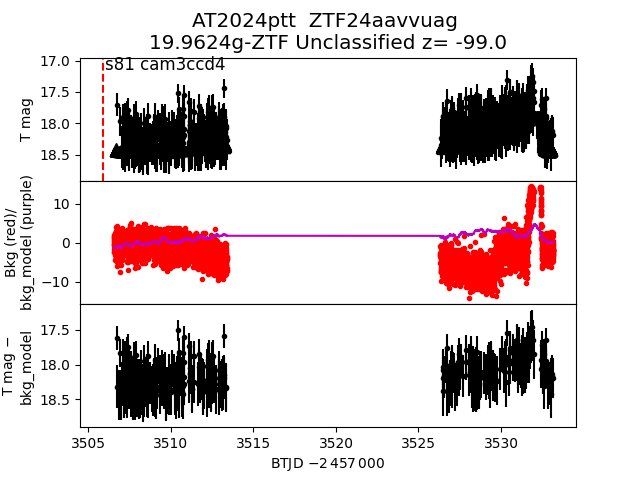 AT2024ptt  ZTF24aavvuag
19.9624g-ZTF Unclassified z= -99.0
s81 cam3ccd4
17.0
17.5
18.0
18.5
T mag
10
0
−10
Bkg (red)/
bkg_model (purple)
17.5
18.0
18.5
T mag −
bkg_model
3505
3510
3515
3520
3525
3530
BTJD −2 457 000